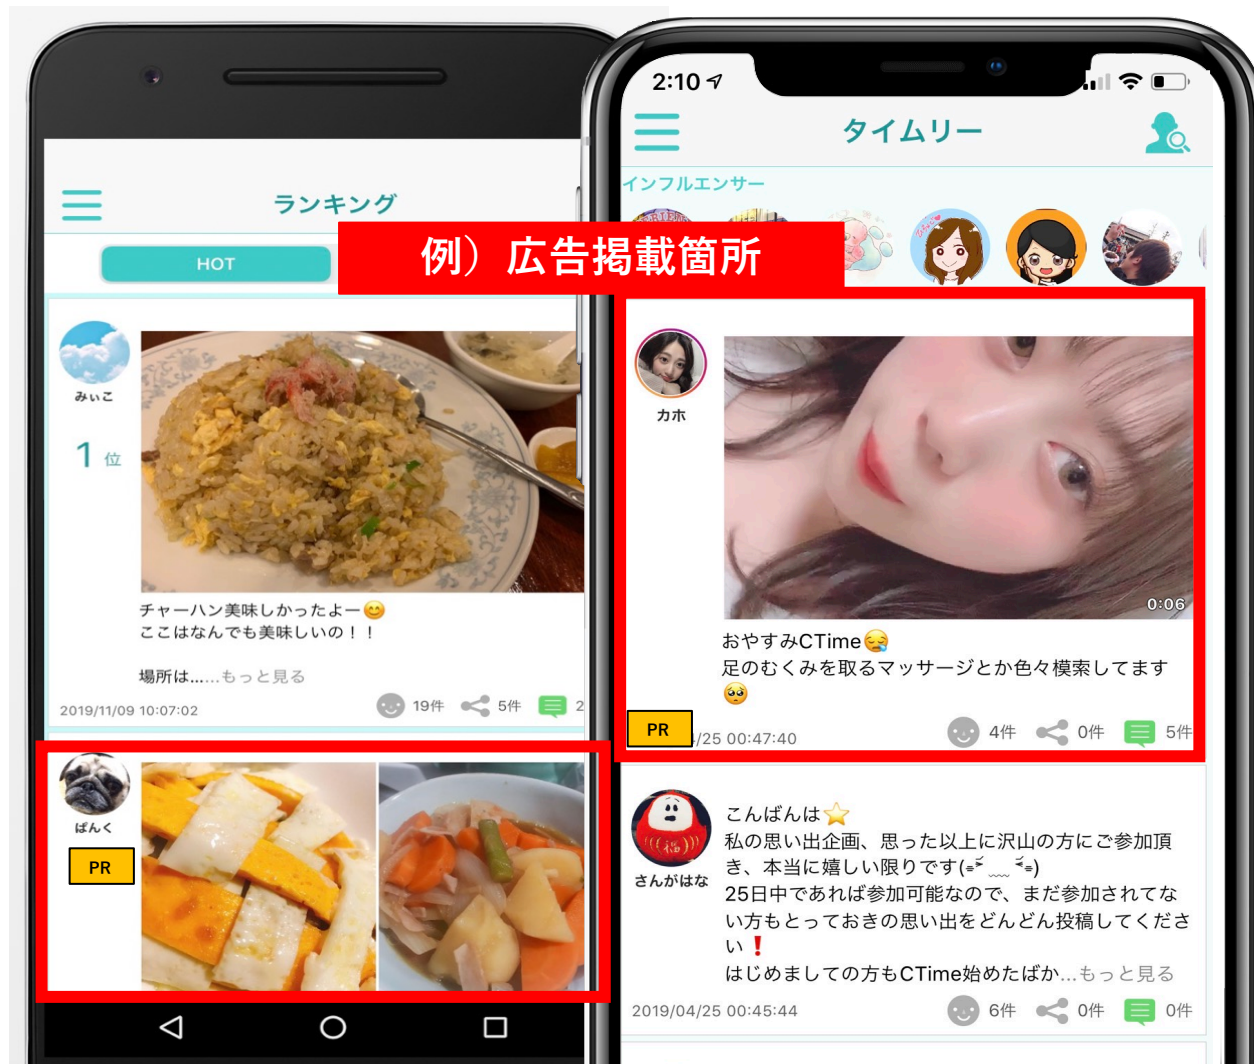 ランキング
HOT
例）広告掲載箇所
みぃこ
1位
チャーハン美味しかったよー😊
ここはなんでも美味しいの！！
場所は......もっと見る
2019/11/09 10:07:02
19件
5件
2
ぱんく
PR
2:10
タイムリー
インフルエンサー
カホ
0:06
おやすみCTime😪
足のむくみを取るマッサージとか色々模索してます
🥺
PR
/25 00:47:40
4件
0件
5件
さんがはな
こんばんは⭐
私の思い出企画、思った以上に沢山の方にご参加頂
き、本当に嬉しい限りです(⁼̴̶̤̀ω⁼̴̶̤́)
25日中であれば参加可能なので、まだ参加されてな
い方もとっておきの思い出をどんどん投稿してくださ
い❗
はじめましての方もCTime始めたばか...もっと見る
2019/04/25 00:45:44
6件
0件
0件